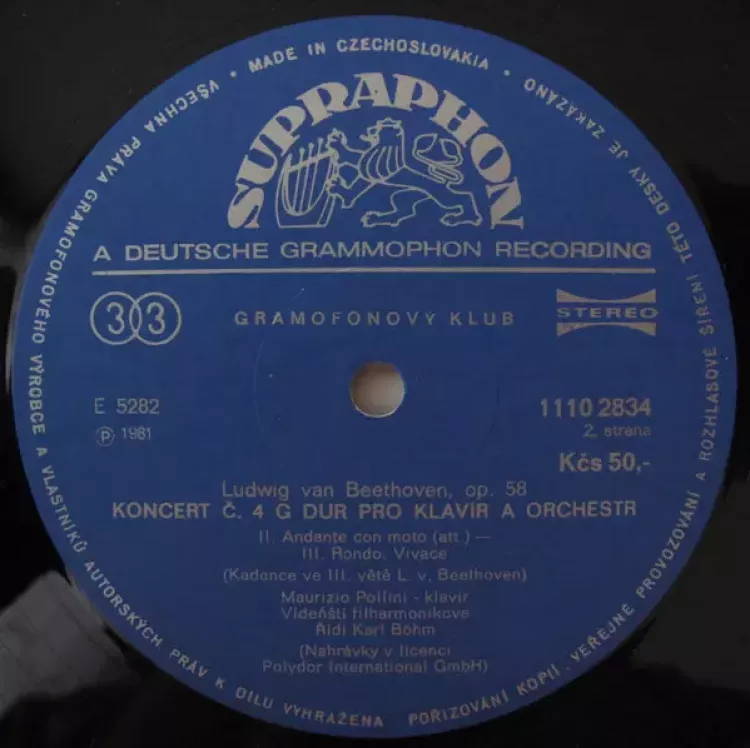 VŠECHNA PRÁVA GRAMOFONOVÉHO VÝROBCE A VLASTNÍKŮ AUTORSKÝCH PRÁV K DÍLU VYHRAŽENA
POŘIZOVÁNÍ KOPIÍ, VEŘEJNÉ PROVOZOVÁNÍ A ROZHLASOVÉ ŠÍŘENÍ TÉTO DESKY JE ZAKÁZÁNO
• MADE IN CZECHOSLOVAKIA •
SUPRAPHON
A DEUTSCHE GRAMMOPHON RECORDING
33
GRAMOFONOVÝ KLUB
STEREO
E 5282
1110 2834
Ⓟ 1981
2. strana
Kčs 50,-
Ludwig van Beethoven, op. 58
KONCERT Č. 4 G DUR PRO KLAVÍR A ORCHESTR
II. Andante con moto (att.) —
III. Rondo. Vivace
(Kadence ve III. větě L. v. Beethoven)
Maurizio Pollini - klavír
Vídeňští filharmonikové
Řídí Karl Böhm
(Nahrávky v licenci
Polydor International GmbH)